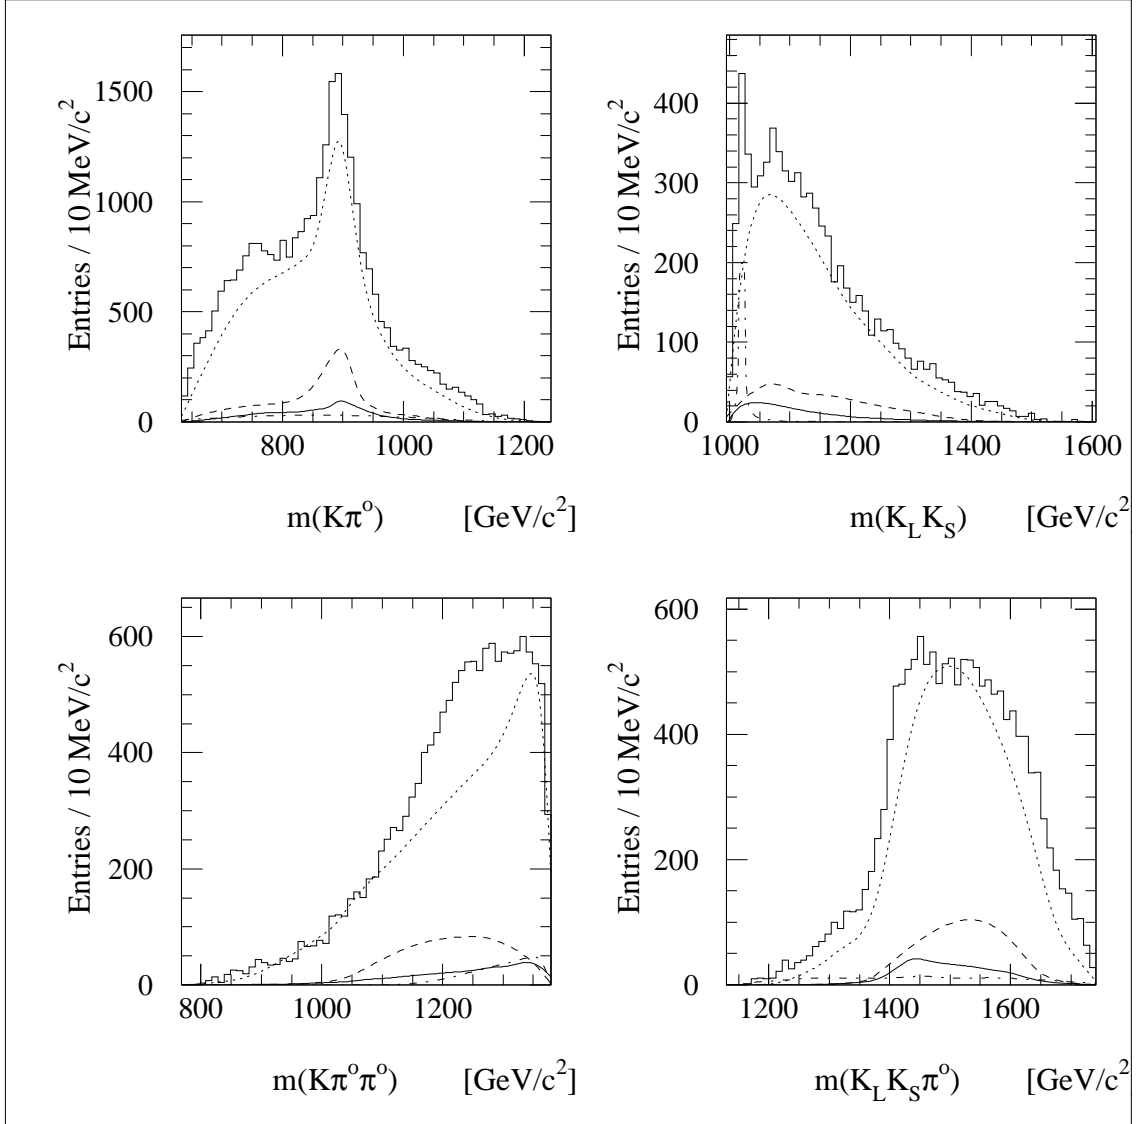 Entries / 10 MeV/c²
1500
1000
500
0
800 1000 1200
m(Kπᵒ) [GeV/c²]
Entries / 10 MeV/c²
400
300
200
100
0
1000 1200 1400 1600
m(K_L K_S) [GeV/c²
Entries / 10 MeV/c²
600
400
200
0
800 1000 1200
m(Kπᵒπᵒ) [GeV/c²]
Entries / 10 MeV/c²
600
400
200
0
1200 1400 1600
m(K_L K_S πᵒ) [GeV/c²